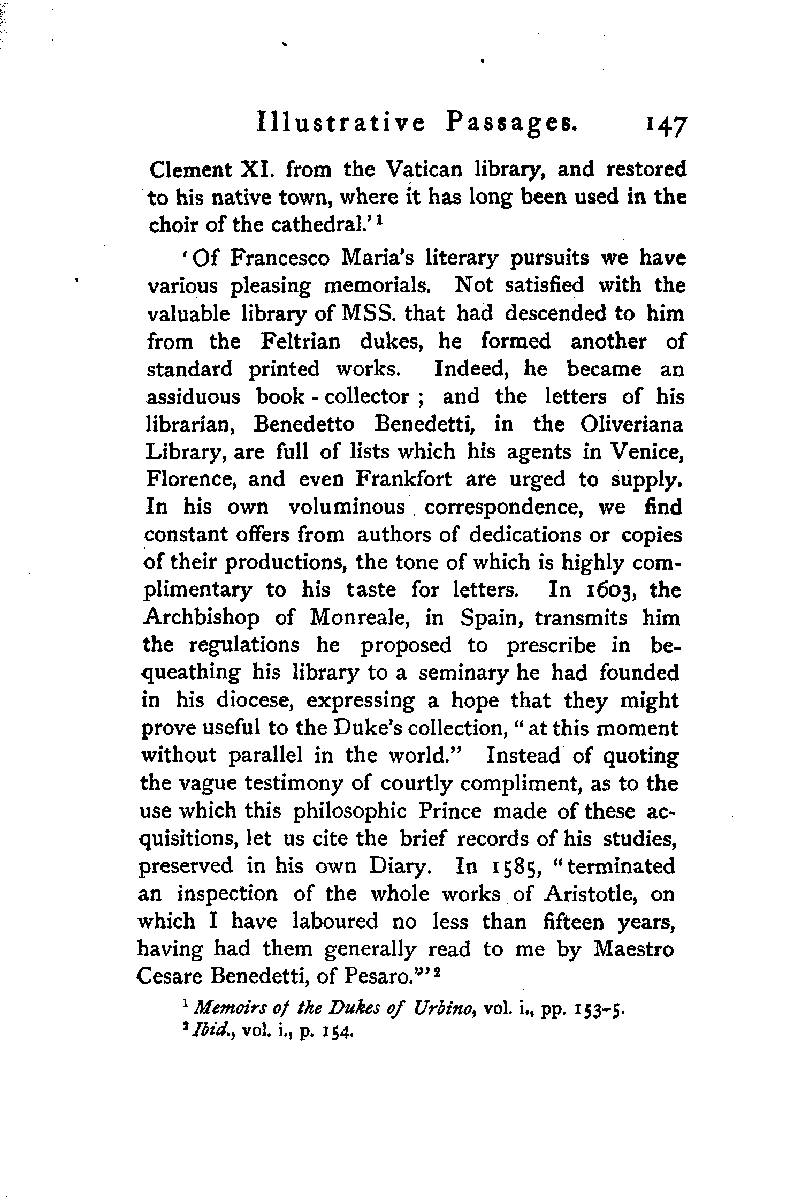 Illustrative Passages. 147
Clement XI. from the Vatican library, and restored
to his native town, where it has long been used in the
choir of the cathedral.' 1
'Of Francesco Maria's literary pursuits we have
various pleasing memorials. Not satisfied with the
valuable library of MSS. that had descended to him
from the Feltrian dukes, he formed another of
standard printed works. Indeed, he became an
assiduous book-collector; and the letters of his
librarian, Benedetto Benedetti, in the Oliveriana
Library, are full of lists which his agents in Venice,
Florence, and even Frankfort are urged to supply.
In his own voluminous correspondence, we find
constant offers from authors of dedications or copies
of their productions, the tone of which is highly com-
plimentary to his taste for letters. In 1603, the
Archbishop of Monreale, in Spain, transmits him
the regulations he proposed to prescribe in be-
queathing his library to a seminary he had founded
in his diocese, expressing a hope that they might
prove useful to the Duke's collection, "at this moment
without parallel in the world." Instead of quoting
the vague testimony of courtly compliment, as to the
use which this philosophic Prince made of these ac-
quisitions, let us cite the brief records of his studies,
preserved in his own Diary. In 1585, "terminated
an inspection of the whole works of Aristotle, on
which I have laboured no less than fifteen years,
having had them generally read to me by Maestro
Cesare Benedetti, of Pesaro."' 2
1 Memoirs of the Dukes of Urbino, vol. i., pp. 153-5.
2 Ibid., vol. i., p. 154.